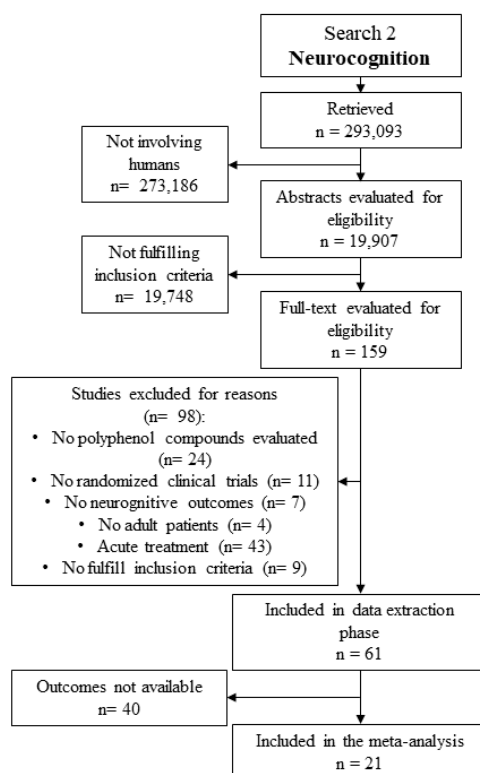 Search 2
Neurocognition
Retrieved
n = 293,093
Not involving
humans
n= 273,186
Abstracts evaluated for
eligibility
n = 19,907
Not fulfilling
inclusion criteria
n= 19,748
Full-text evaluated for
eligibility
n = 159
Studies excluded for reasons
(n= 98):
• No polyphenol compounds evaluated
(n= 24)
• No randomized clinical trials (n= 11)
• No neurognitive outcomes (n= 7)
• No adult patients (n= 4)
• Acute treatment (n= 43)
• No fulfill inclusion criteria (n= 9)
Included in data extraction
phase
n = 61
Outcomes not available
n= 40
Included in the meta-analysis
n = 21